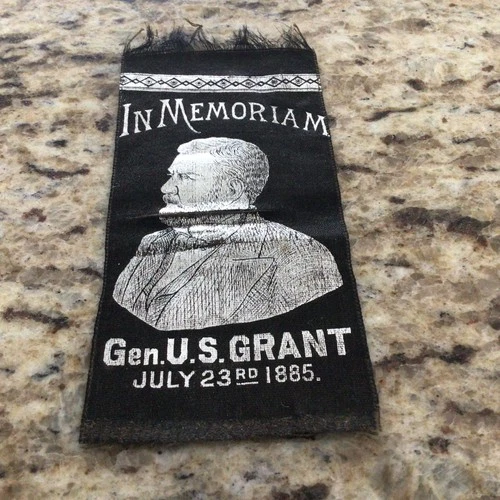 IN MEMORIAM
Gen. U.S. GRANT
JULY 23RD 1885.